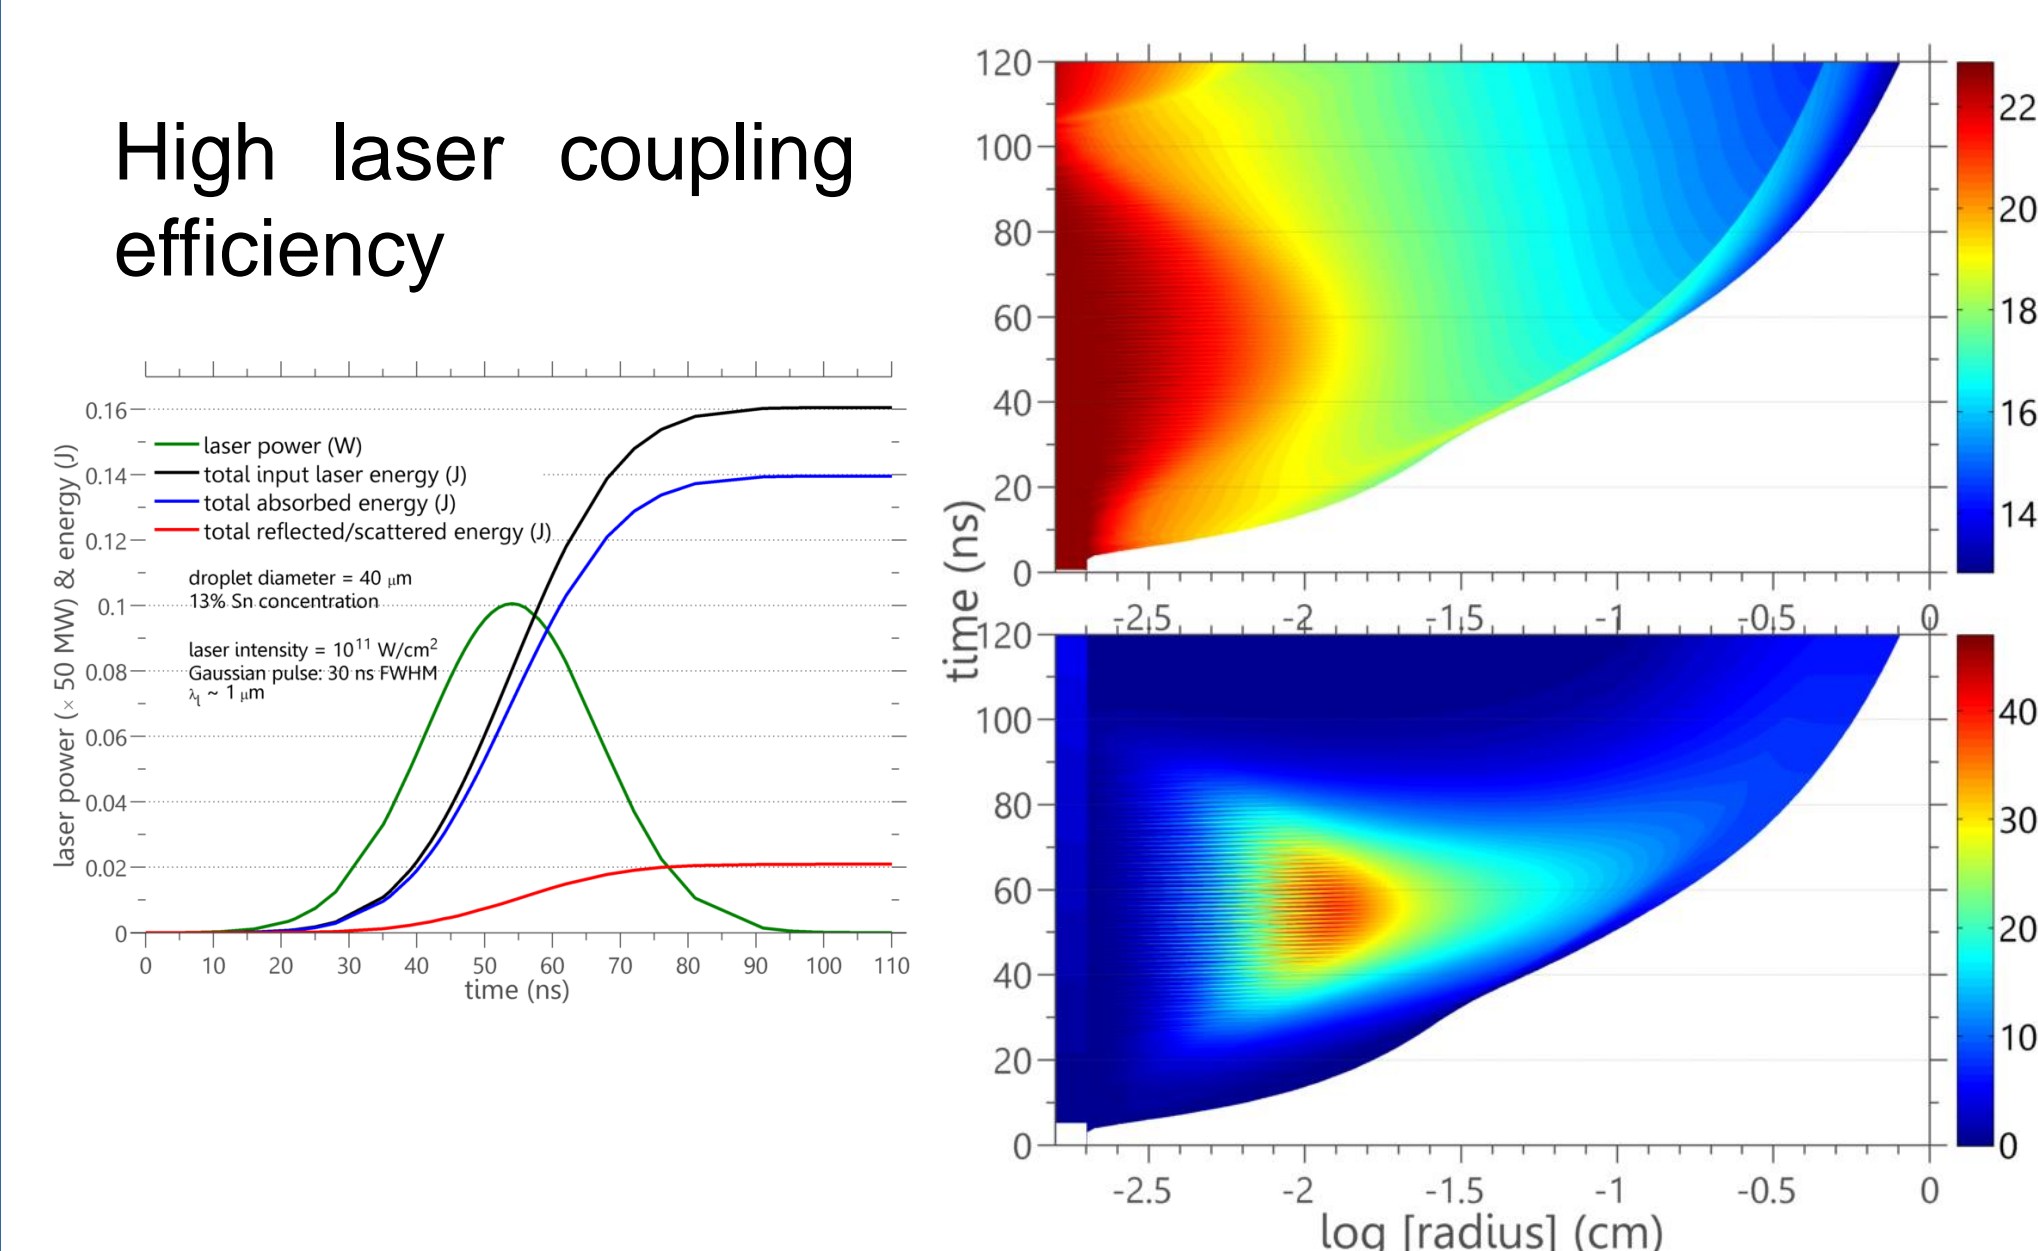 High laser coupling
efficiency
0.16
0.14
0.12
0.1
0.08
0.06
0.04
0.02
0
laser power (× 50 MW) & energy (J)
laser power (W)
total input laser energy (J)
total absorbed energy (J)
total reflected/scattered energy (J)
droplet diameter = 40 μm
13% Sn concentration
laser intensity = 10¹¹ W/cm²
Gaussian pulse: 30 ns FWHM
λₗ ~ 1 μm
0 10 20 30 40 50 60 70 80 90 100 110
time (ns)
120
100
80
60
40
20
0
-2.5 -2 -1.5 -1 -0.5 0
22
20
18
16
14
time (ns)
120
100
80
60
40
20
0
-2.5 -2 -1.5 -1 -0.5 0
log [radius] (cm)
40
30
20
10
0